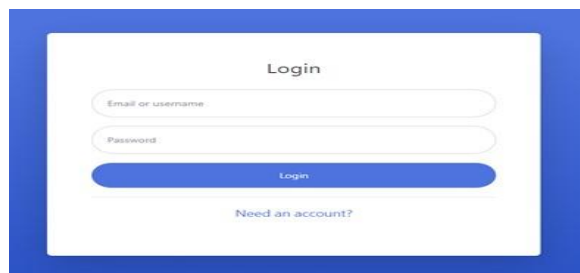 Login
Email or username
Password
Login
Need an account?